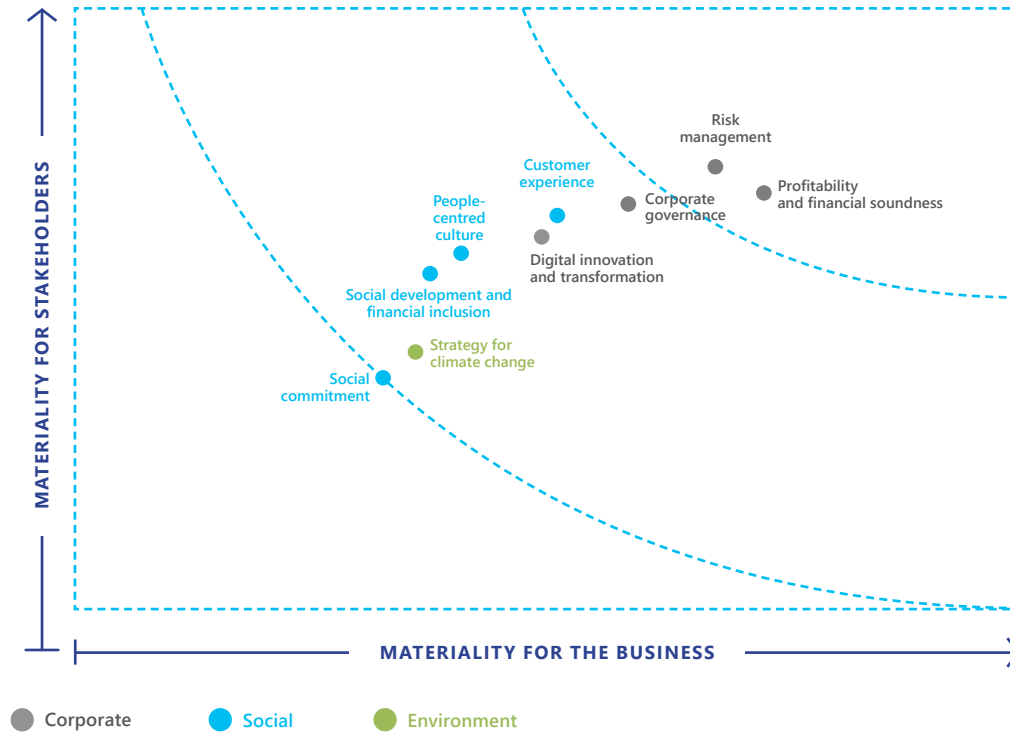 MATERIALITY FOR STAKEHOLDERS
Risk
management
Customer
experience
Profitability
and financial soundness
People-
centred
culture
Corporate
governance
Digital innovation
and transformation
Social development and
financial inclusion
Strategy for
climate change
Social
commitment
MATERIALITY FOR THE BUSINESS
Corporate
Social
Environment